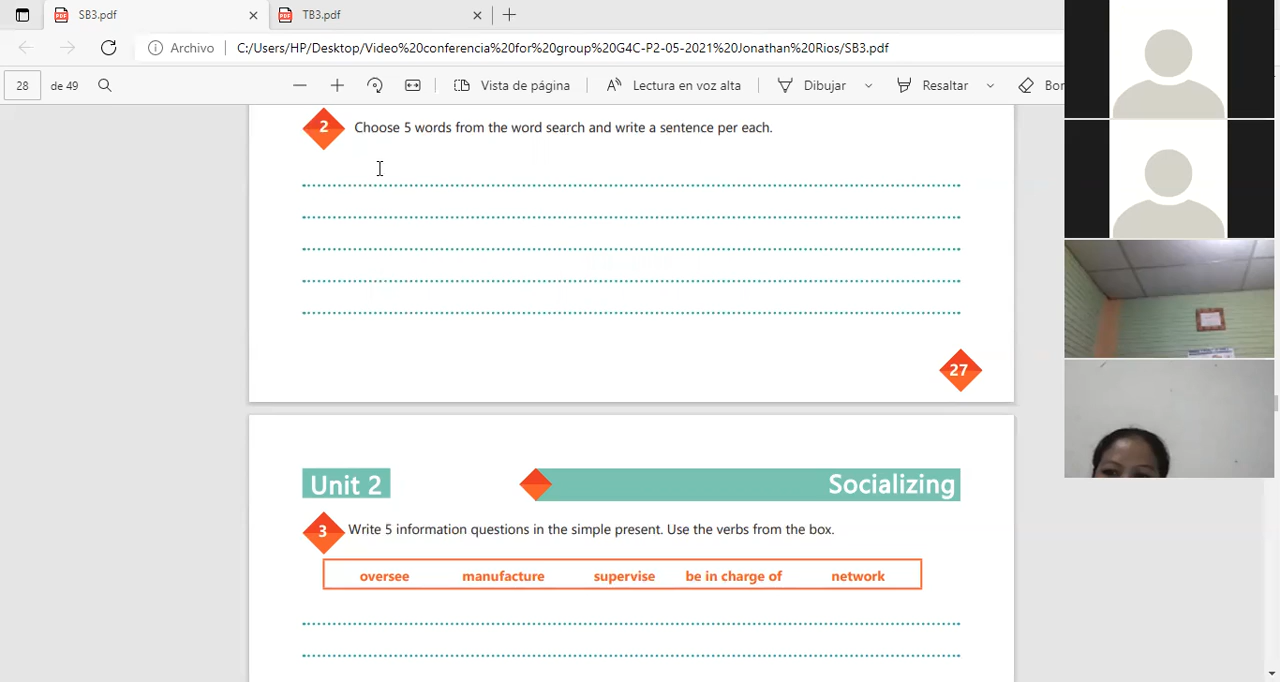 SB3.pdf
TB3.pdf
Archivo
C:/Users/HP/Desktop/Video%20conferencia%20for%20group%20G4C-P2-05-2021%20Jonathan%20Rios/SB3.pdf
28
de 49
Vista de página
Lectura en voz alta
Dibujar
Resaltar
2 Choose 5 words from the word search and write a sentence per each.
27
Unit 2
Socializing
3 Write 5 information questions in the simple present. Use the verbs from the box.
oversee manufacture supervise be in charge of network